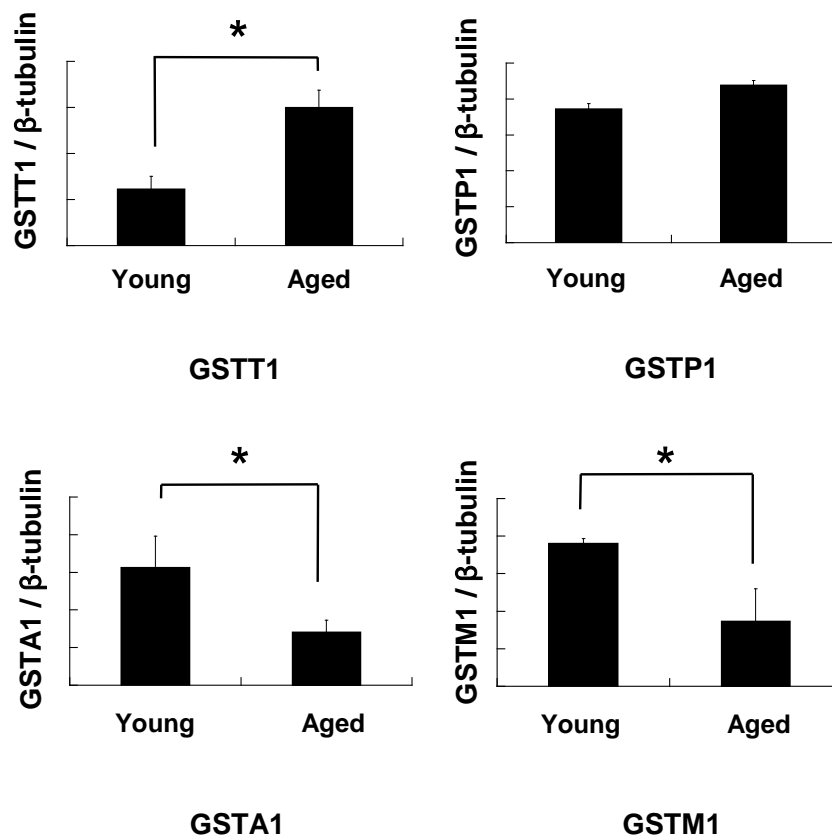 *
GSTT1 / β-tubulin
Young Aged
GSTT1
GSTP1 / β-tubulin
Young Aged
GSTP1
*
GSTA1 / β-tubulin
Young Aged
GSTA1
*
GSTM1 / β-tubulin
Young Aged
GSTM1